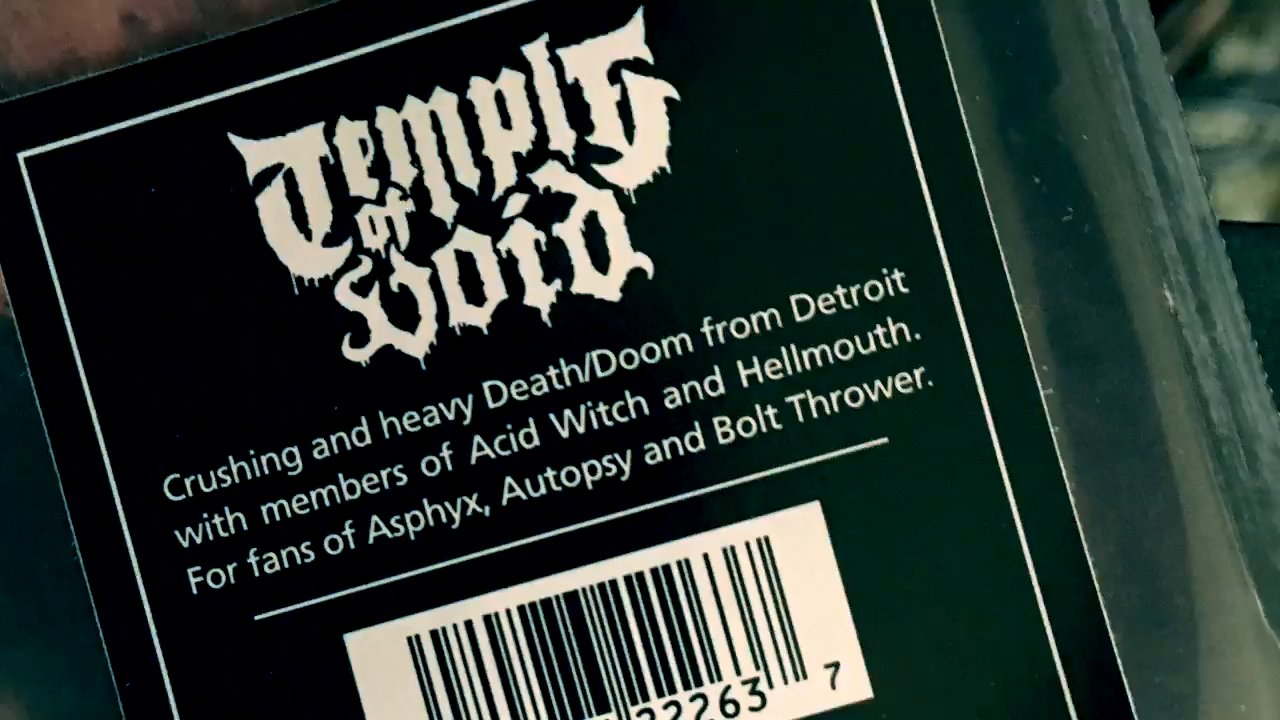 Temple
of
Void
Crushing and heavy Death/Doom from Detroit
with members of Acid Witch and Hellmouth.
For fans of Asphyx, Autopsy and Bolt Thrower.
22263 7